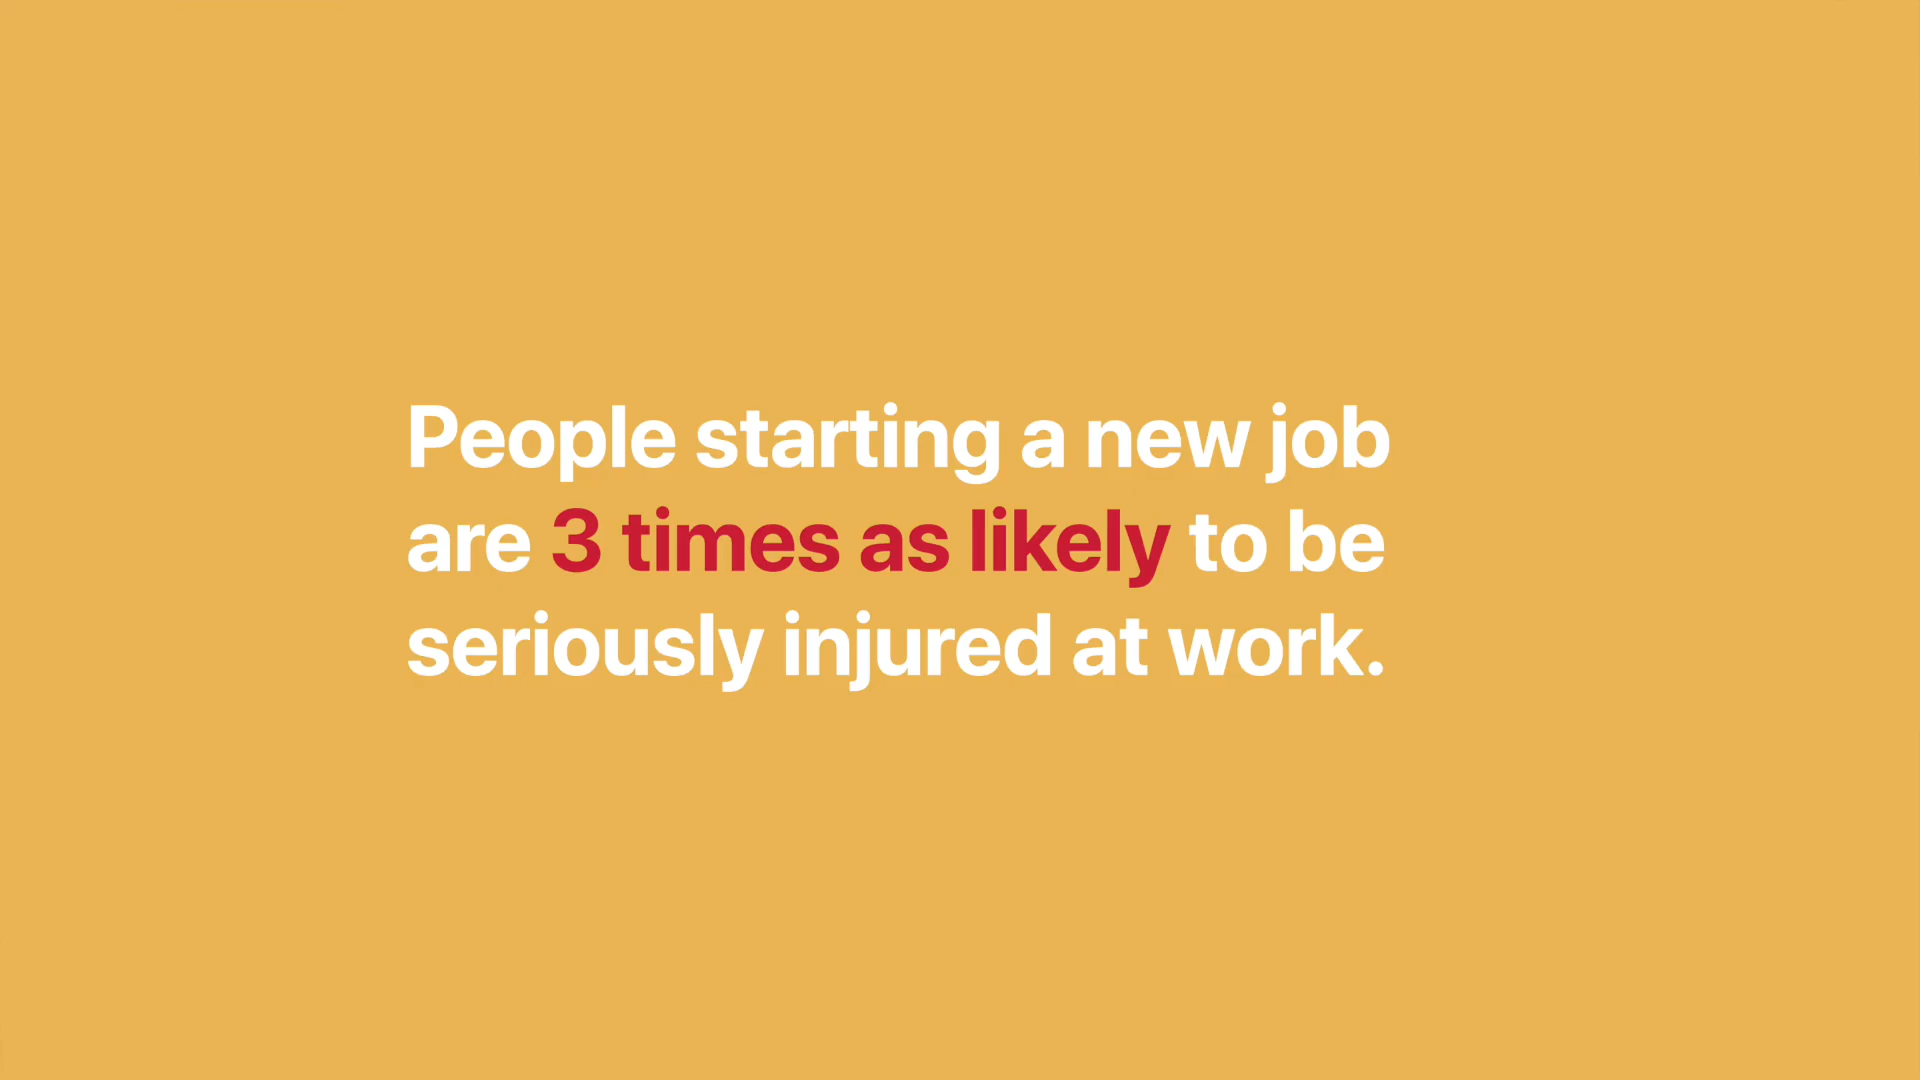 People starting a new job
are 3 times as likely to be
seriously injured at work.